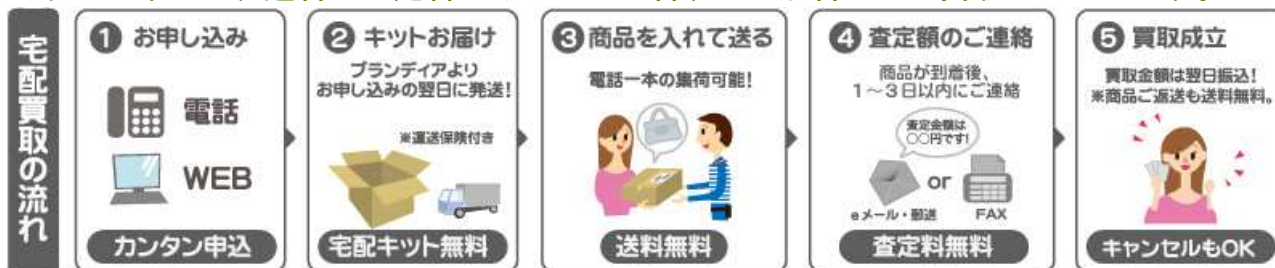 宅配買取の流れ
1 お申し込み
電話
WEB
カンタン申込
2 キットお届け
ブランディアより
お申し込みの翌日に発送!
※運送保険付き
宅配キット無料
3 商品を入れて送る
電話一本の集荷可能!
送料無料
4 査定額のご連絡
商品が到着後、
1~3日以内にご連絡
査定金額は
○○円です!
or
eメール・郵送
FAX
査定料無料
5 買取成立
買取金額は翌日振込!
※商品ご返送も送料無料。
キャンセルもOK